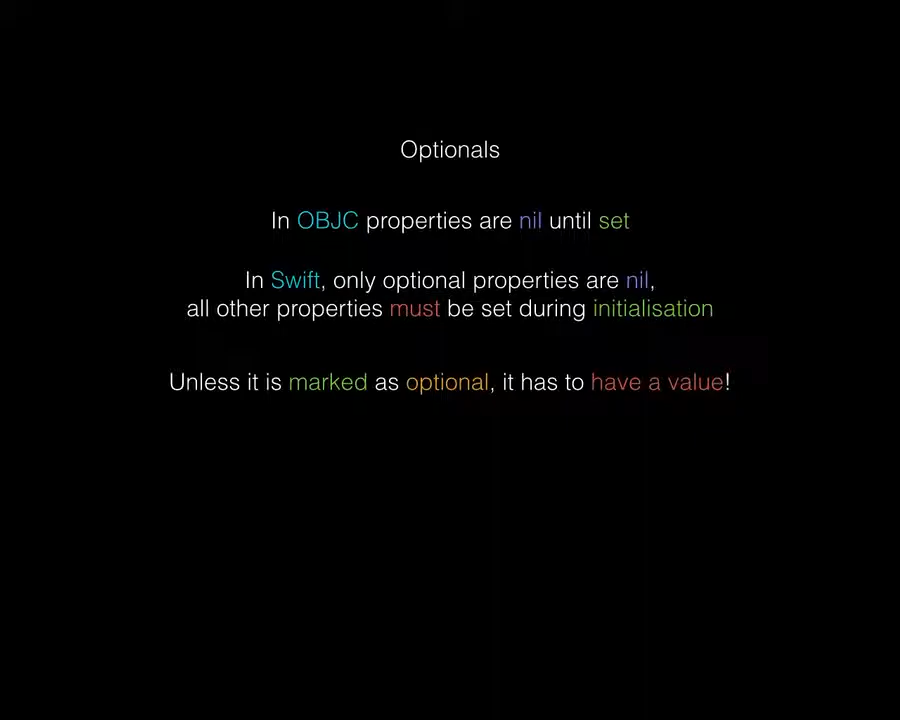 Optionals
In OBJC properties are nil until set
In Swift, only optional properties are nil,
all other properties must be set during initialisation
Unless it is marked as optional, it has to have a value!